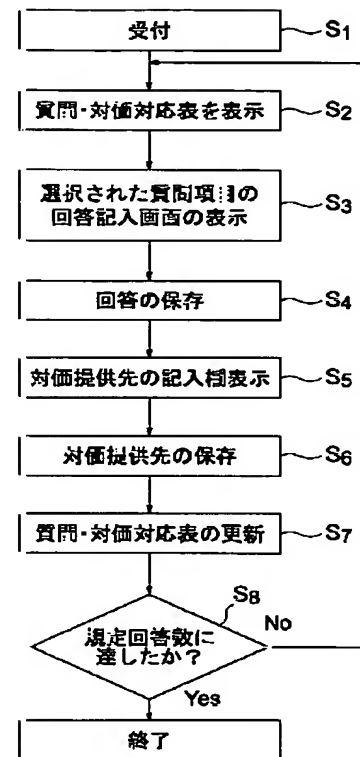 受付
S1
質問・対価対応表を表示
S2
選択された質問項目の
回答記入画面の表示
S3
回答の保存
S4
対価提供先の記入欄表示
S5
対価提供先の保存
S6
質問・対価対応表の更新
S7
S8
規定回答数に
達したか？
No
Yes
終了